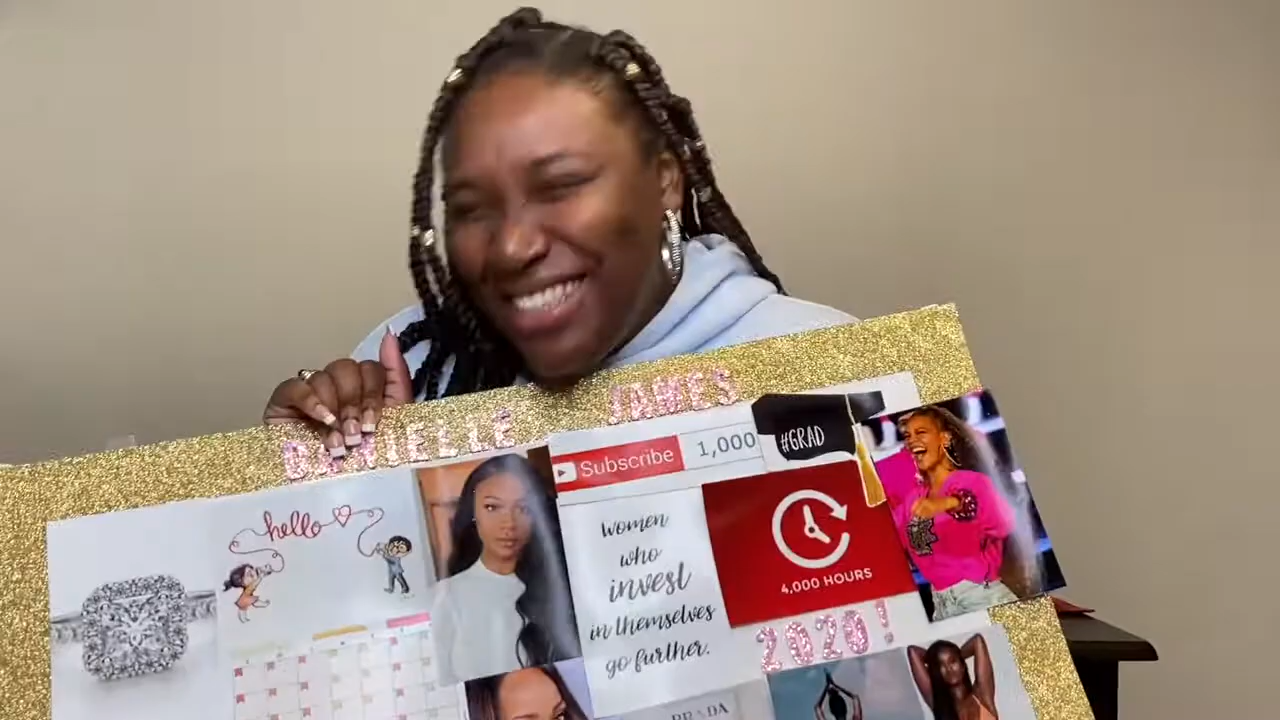 DANIELLE JAMES
Subscribe 1,000
#GRAD
hello
women
who
invest
in themselves
go further.
4,000 HOURS
2020!
PRADA